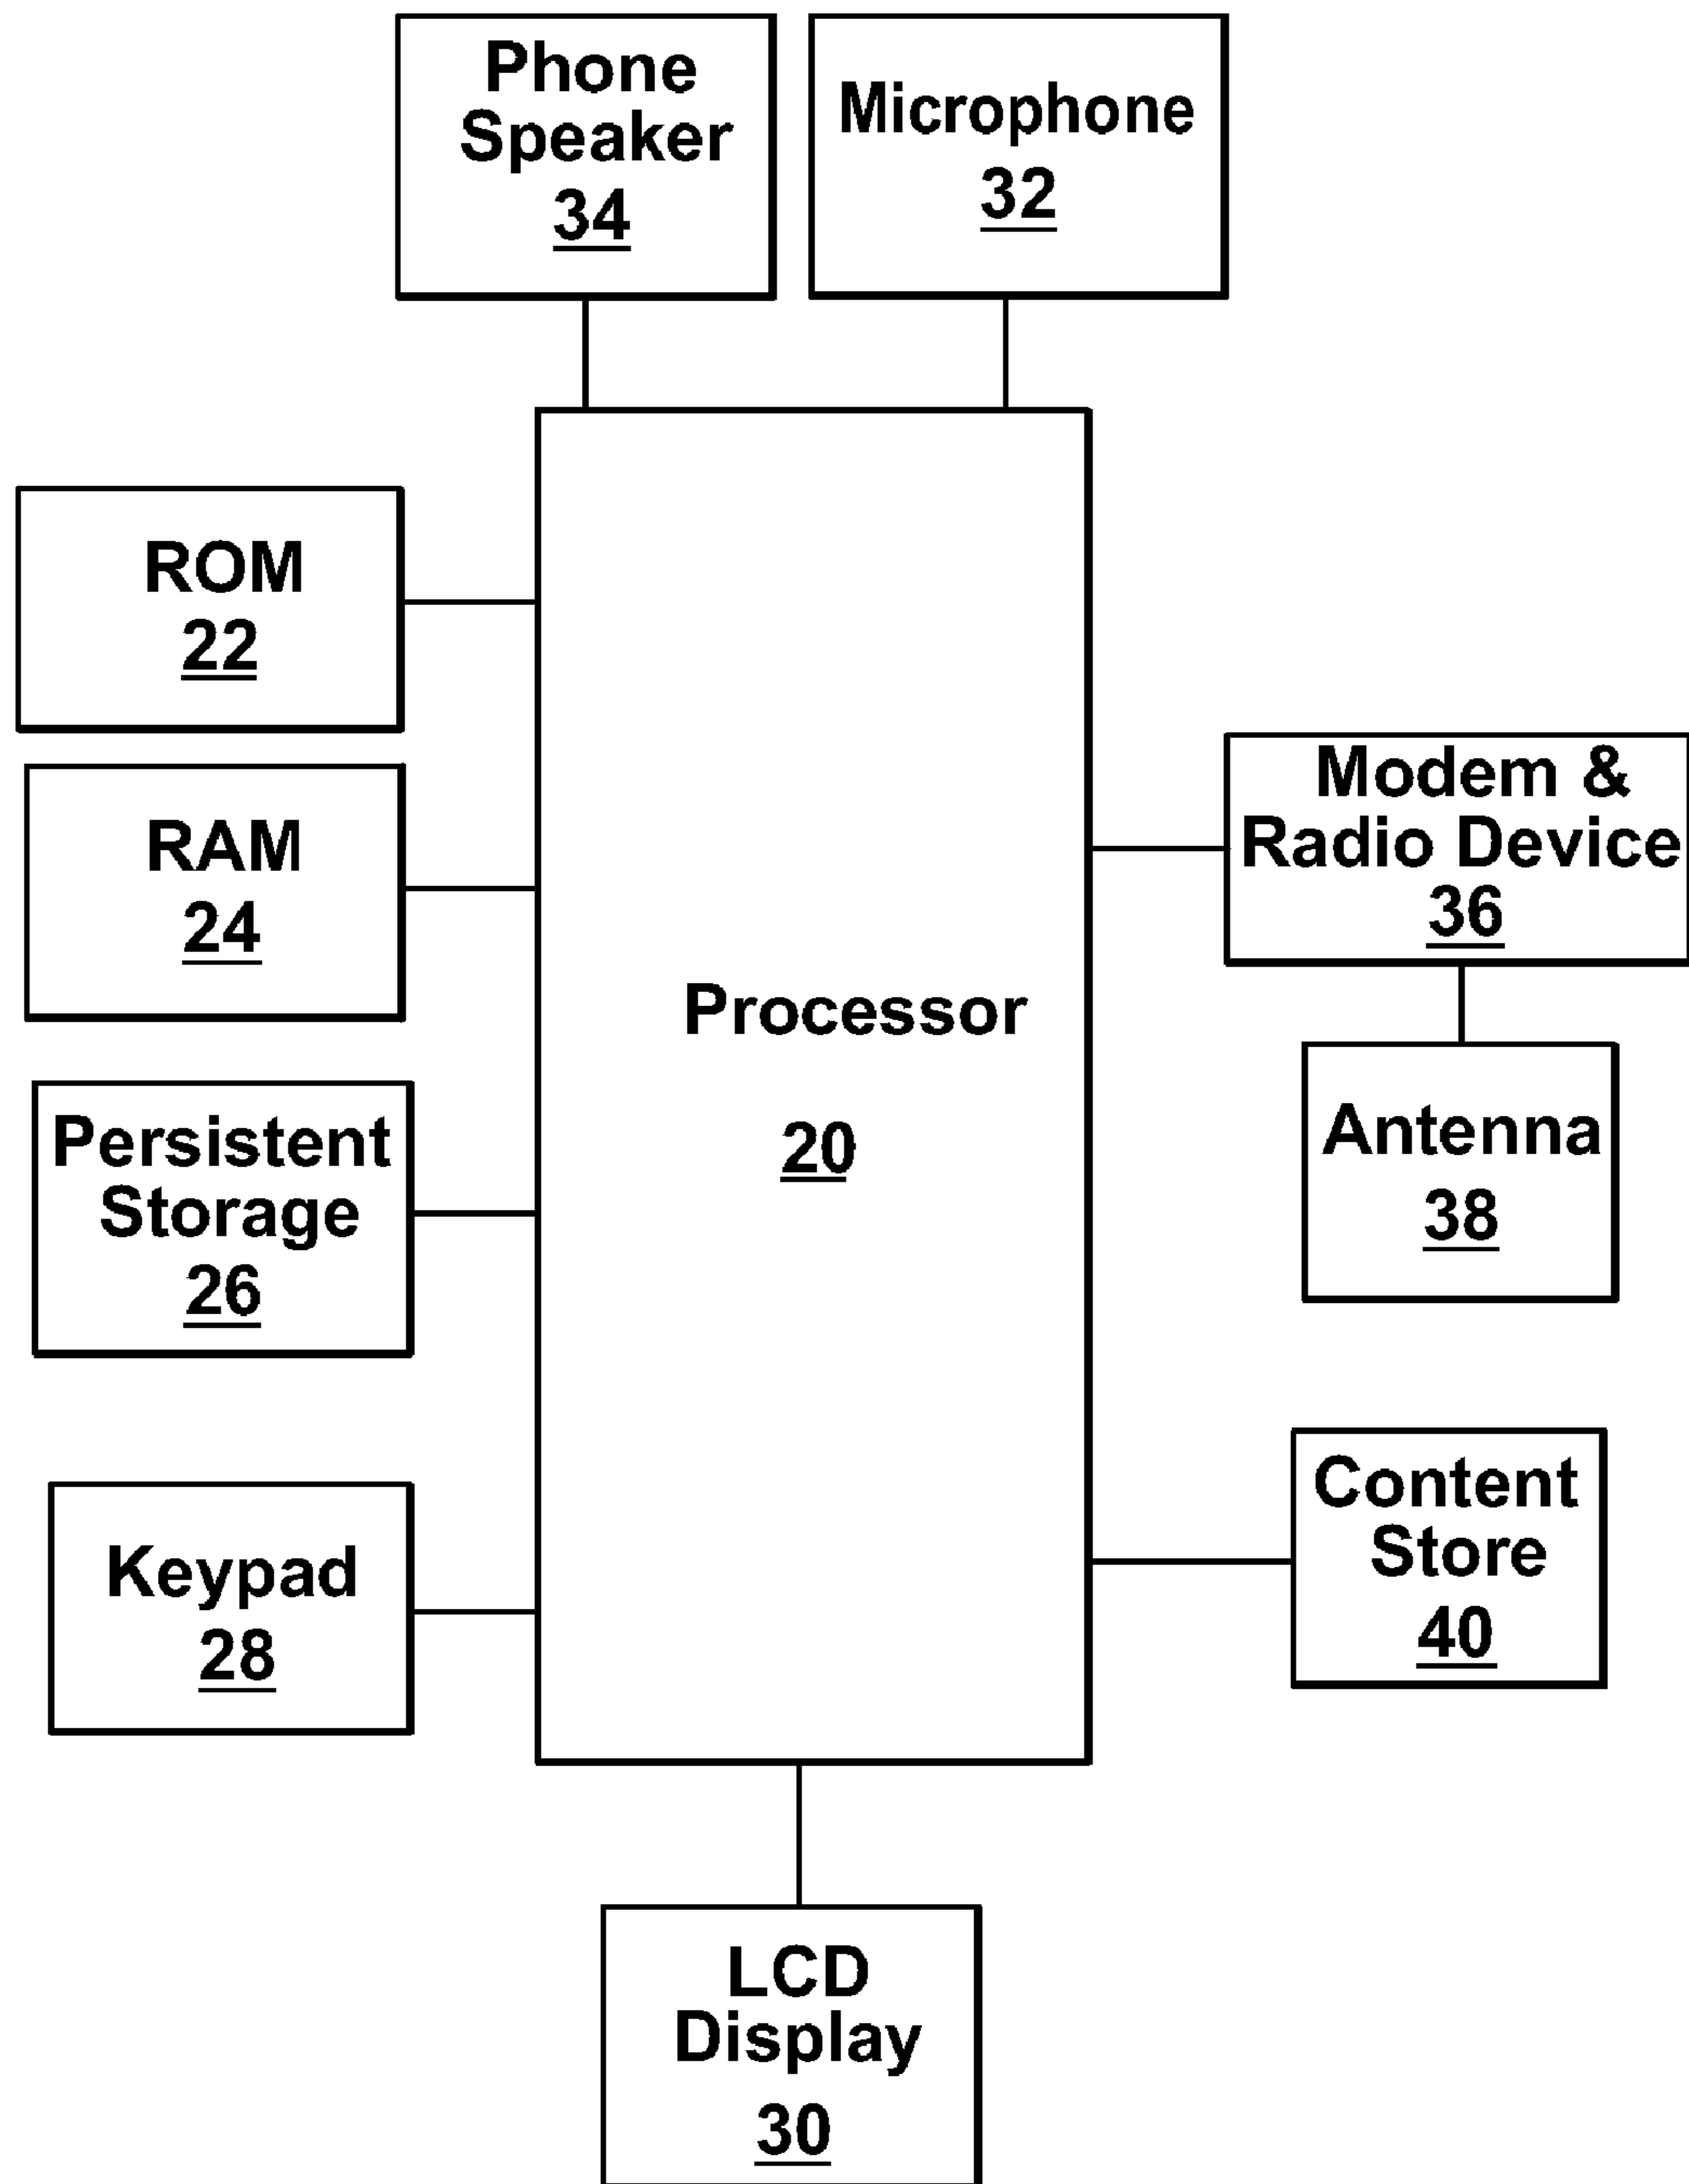 Phone
Speaker
34
Microphone
32
ROM
22
RAM
24
Persistent
Storage
26
Keypad
28
Processor
20
Modem &
Radio Device
36
Antenna
38
Content
Store
40
LCD
Display
30